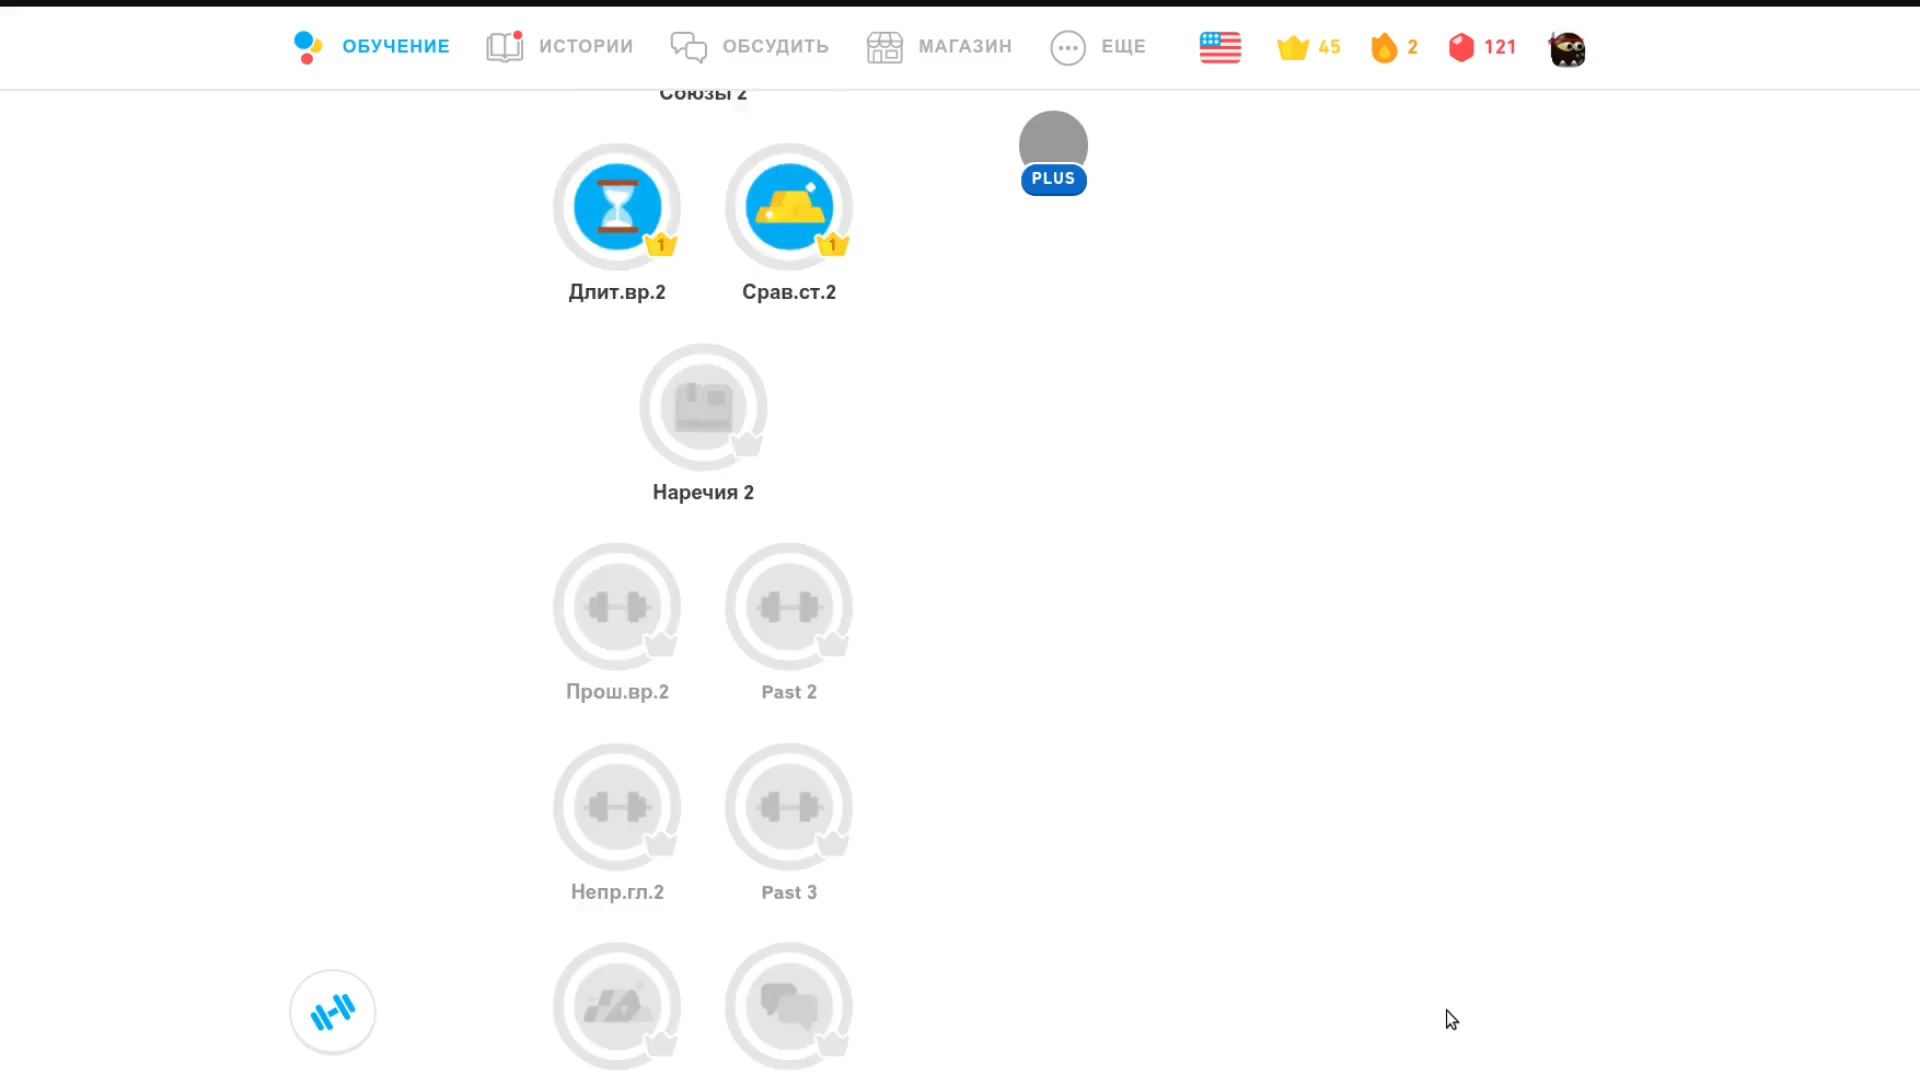 ОБУЧЕНИЕ
ИСТОРИИ
ОБСУДИТЬ
МАГАЗИН
ЕЩЕ
45
2
121
Союзы 2
PLUS
1
1
Длит.вр.2
Срав.ст.2
Наречия 2
Прош.вр.2
Past 2
Непр.гл.2
Past 3